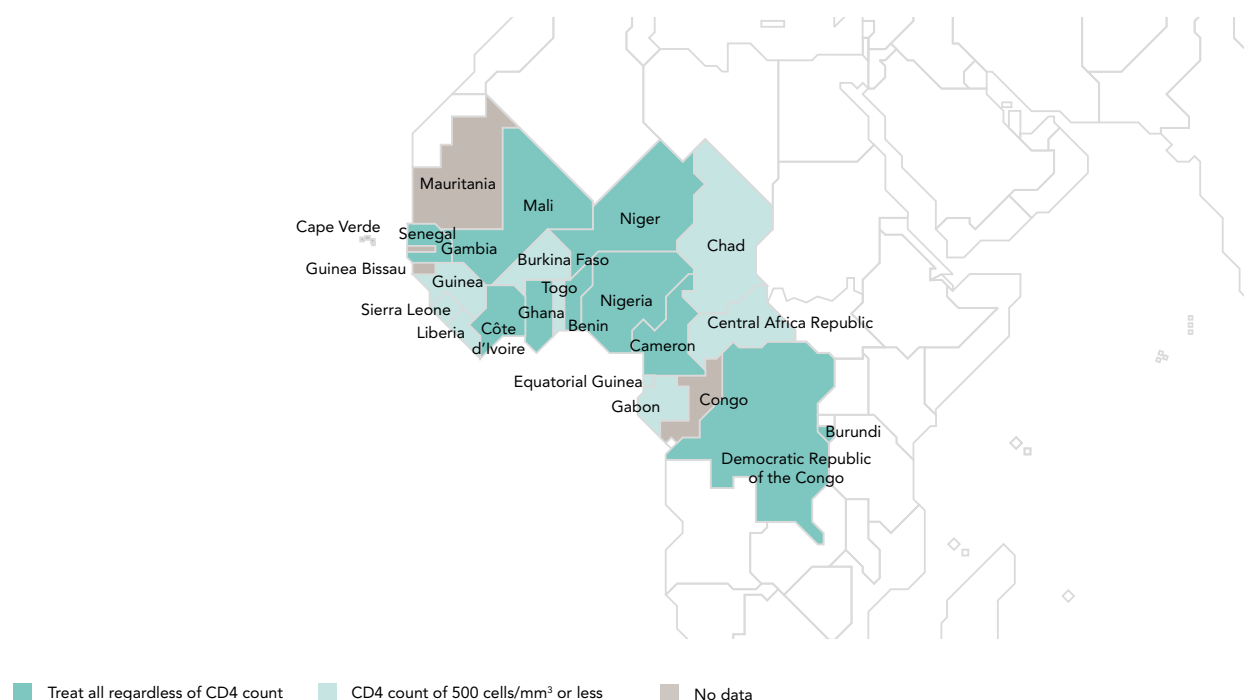 Mauritania
Mali
Niger
Cape Verde
Senegal
Gambia
Chad
Burkina Faso
Guinea Bissau
Guinea
Togo
Nigeria
Sierra Leone
Ghana
Central Africa Republic
Liberia
Côte
d’Ivoire
Benin
Cameron
Equatorial Guinea
Gabon
Congo
Burundi
Democratic Republic
of the Congo
Treat all regardless of CD4 count
CD4 count of 500 cells/mm³ or less
No data